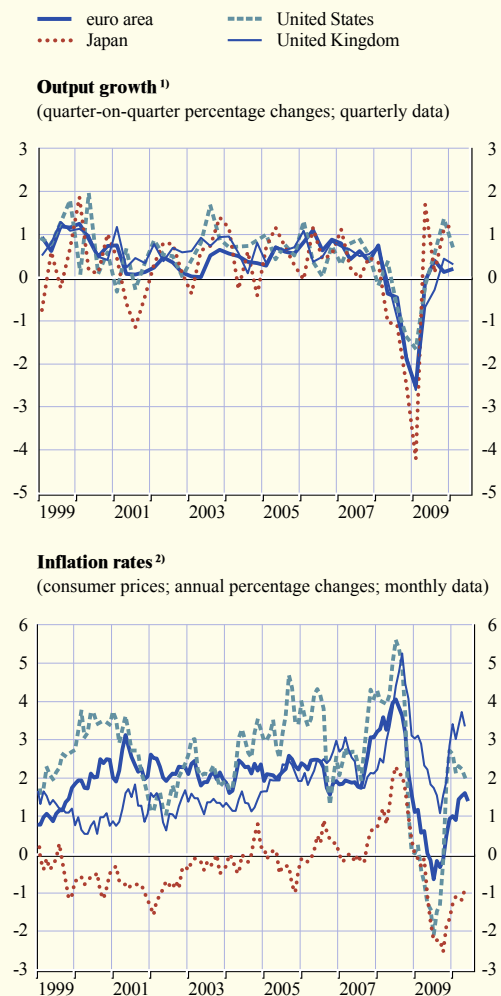 euro area United States
Japan United Kingdom
Output growth 1)
(quarter-on-quarter percentage changes; quarterly data)
3 3
2 2
1 1
0 0
-1 -1
-2 -2
-3 -3
-4 -4
-5 -5
1999 2001 2003 2005 2007 2009
Inflation rates 2)
(consumer prices; annual percentage changes; monthly data)
6 6
5 5
4 4
3 3
2 2
1 1
0 0
-1 -1
-2 -2
-3 -3
1999 2001 2003 2005 2007 2009